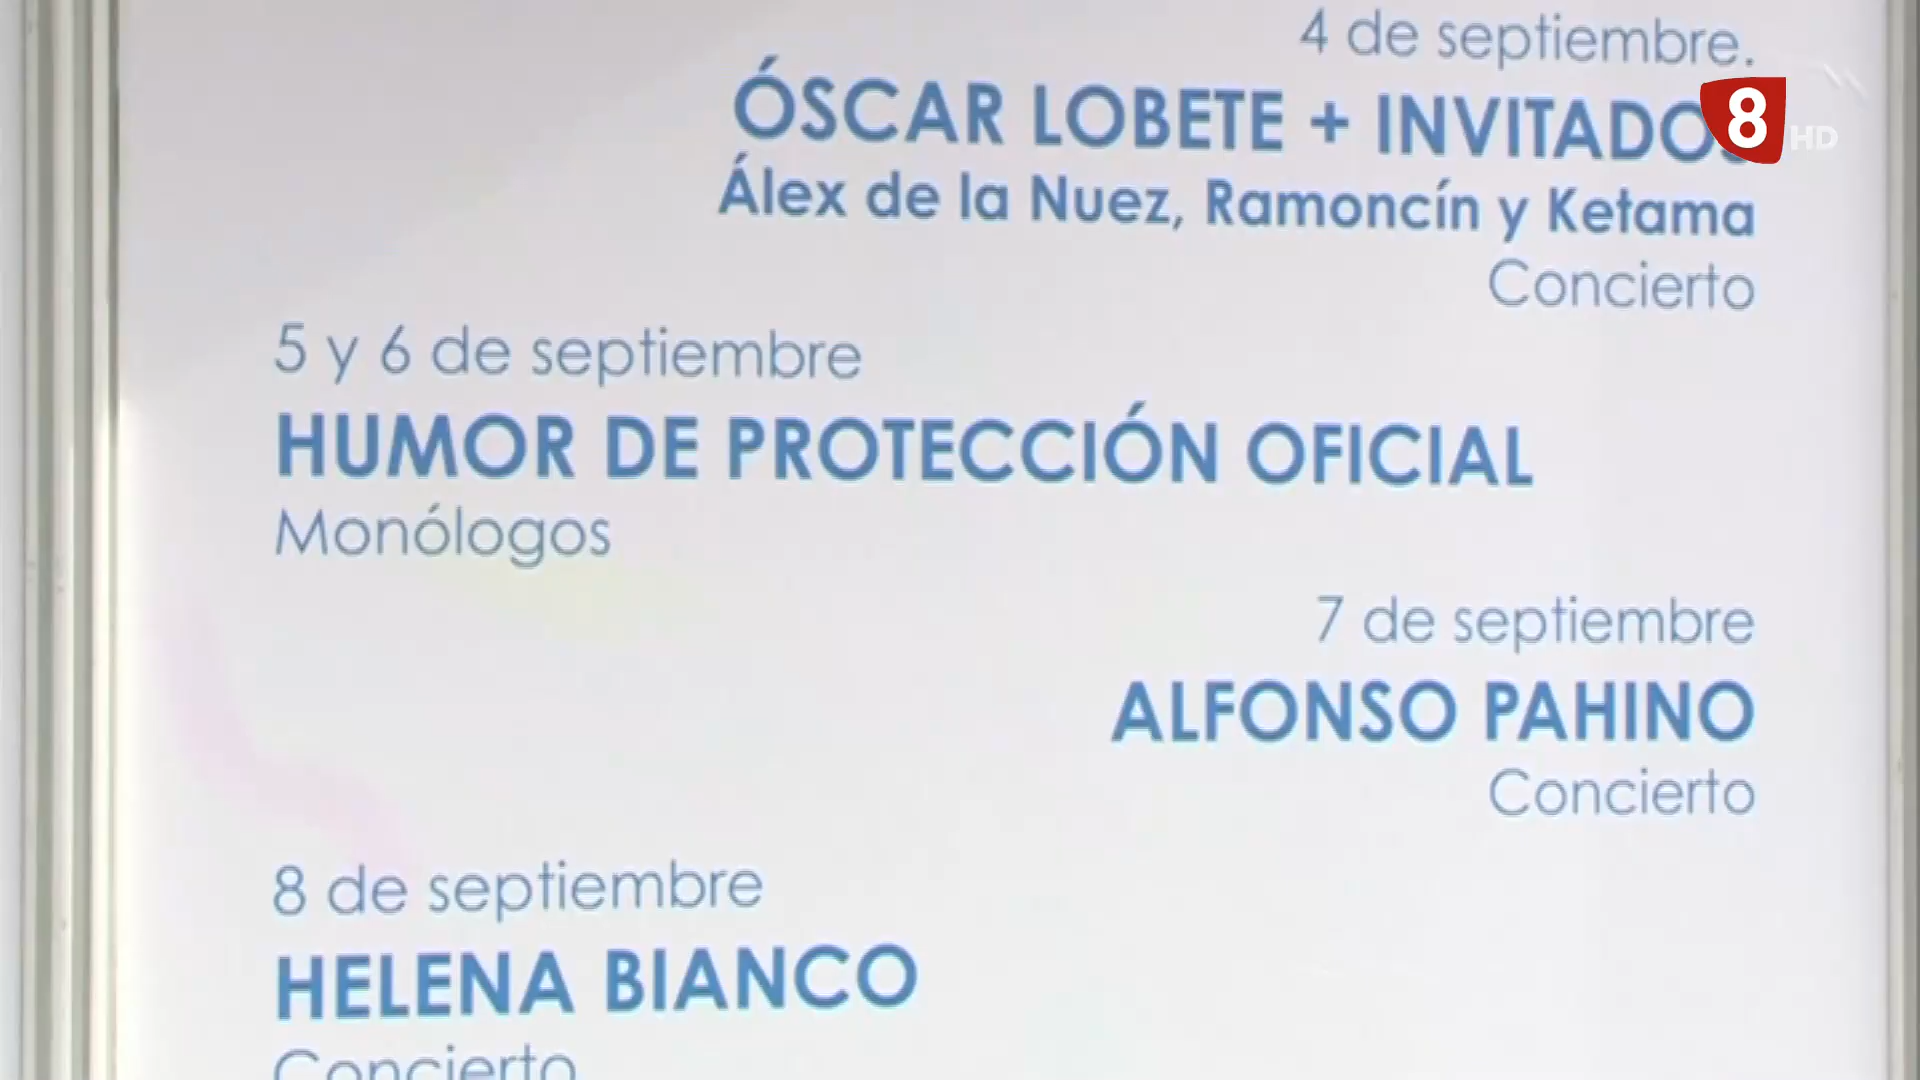 4 de septiembre.
ÓSCAR LOBETE + INVITADOS
8 HD
Álex de la Nuez, Ramoncín y Ketama
Concierto
5 y 6 de septiembre
HUMOR DE PROTECCIÓN OFICIAL
Monólogos
7 de septiembre
ALFONSO PAHINO
Concierto
8 de septiembre
HELENA BIANCO
Concierto